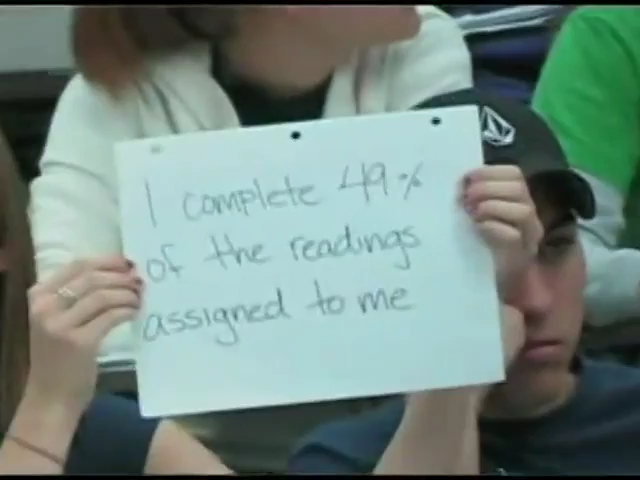 I complete 49%
of the readings
assigned to me